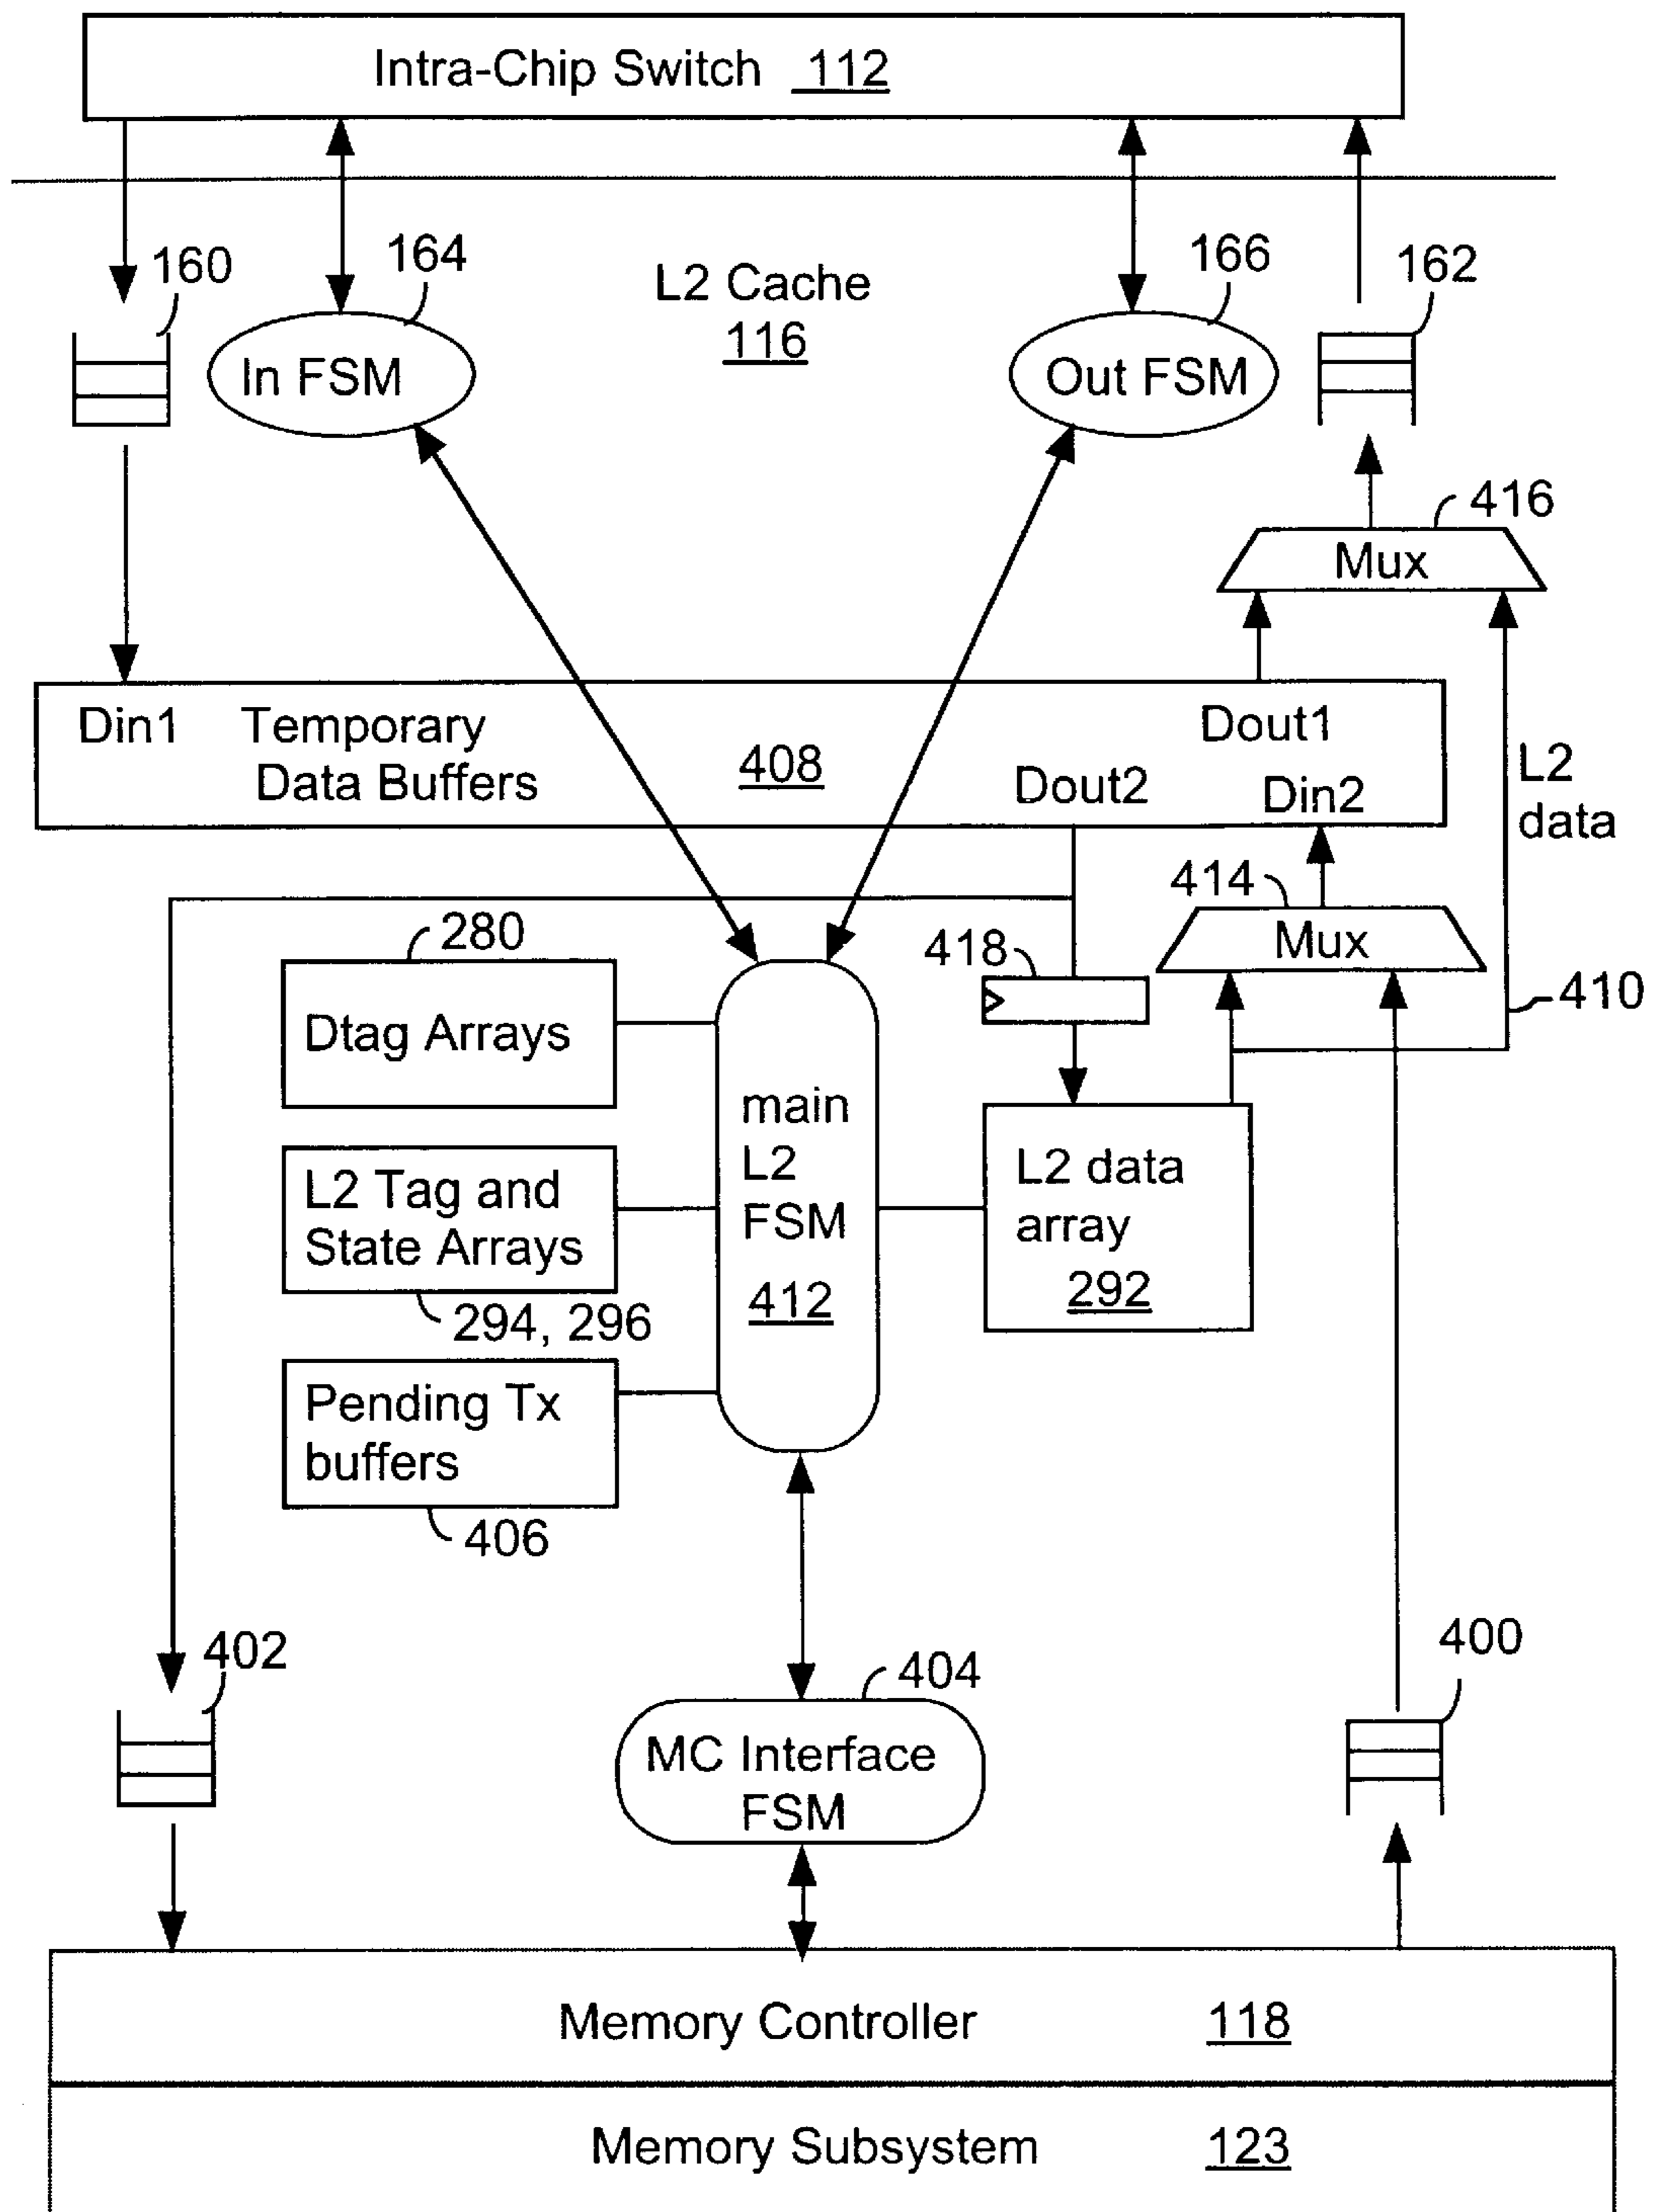 Intra-Chip Switch 112
160
164
L2 Cache
116
166
162
In FSM
Out FSM
416
Mux
Din1 Temporary
Data Buffers
408
Dout1
Dout2
Din2
L2
data
414
Mux
418
410
280
Dtag Arrays
main
L2
FSM
412
L2 data
array
292
L2 Tag and
State Arrays
294, 296
Pending Tx
buffers
406
402
404
400
MC Interface
FSM
Memory Controller 118
Memory Subsystem 123